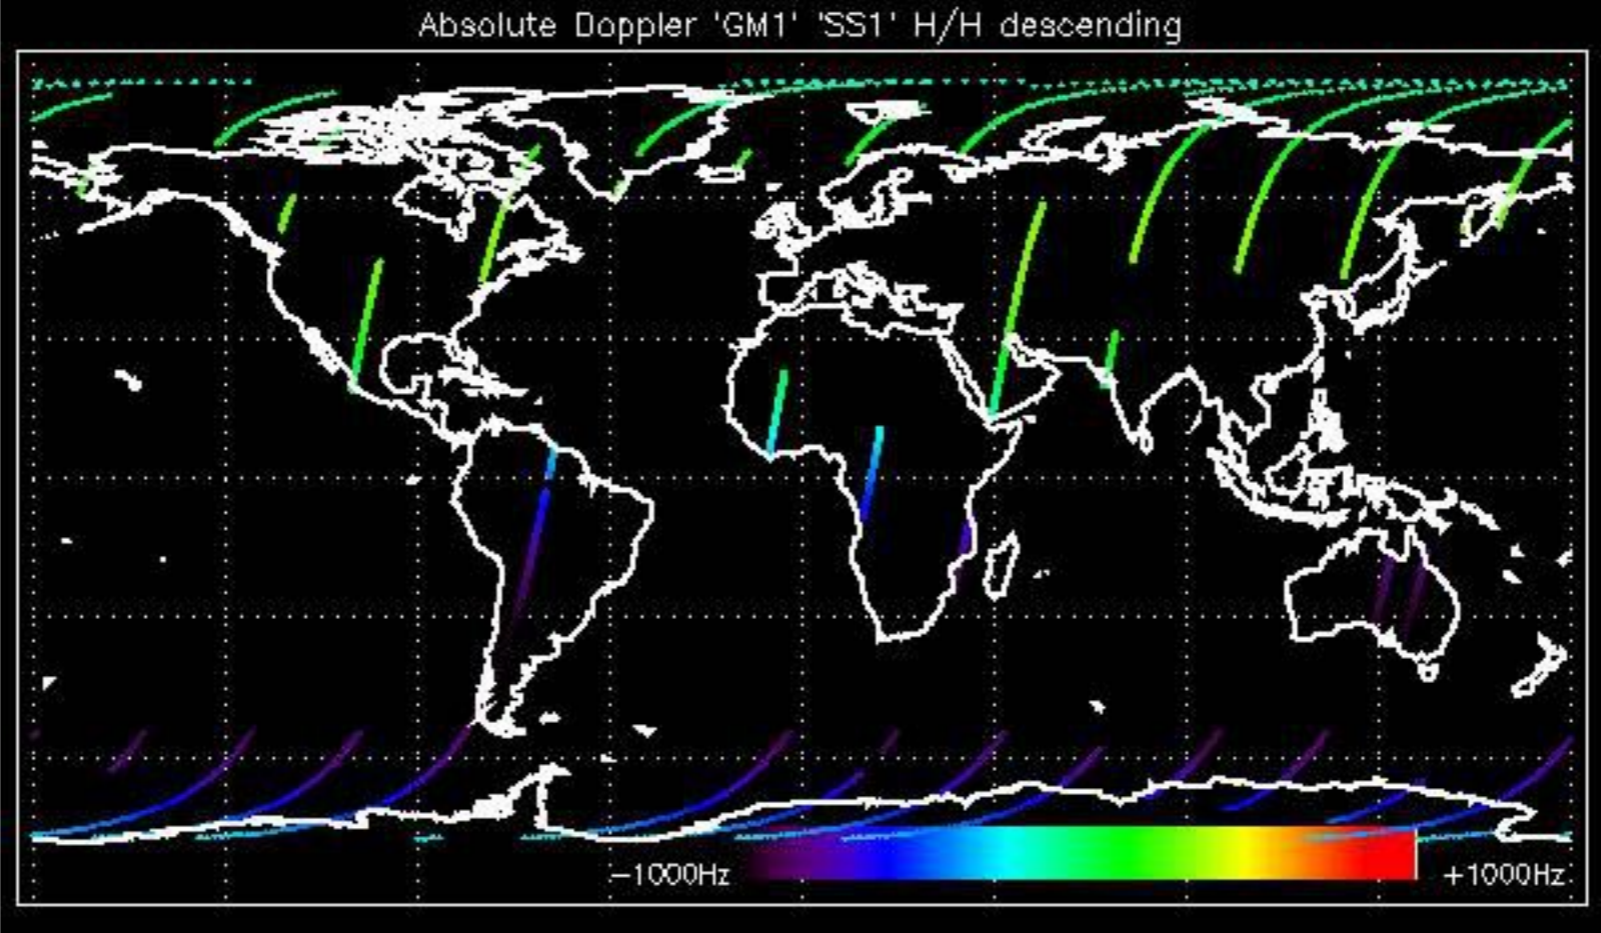 Absolute Doppler 'GM1' 'SS1' H/H descending
−1000Hz
+1000Hz